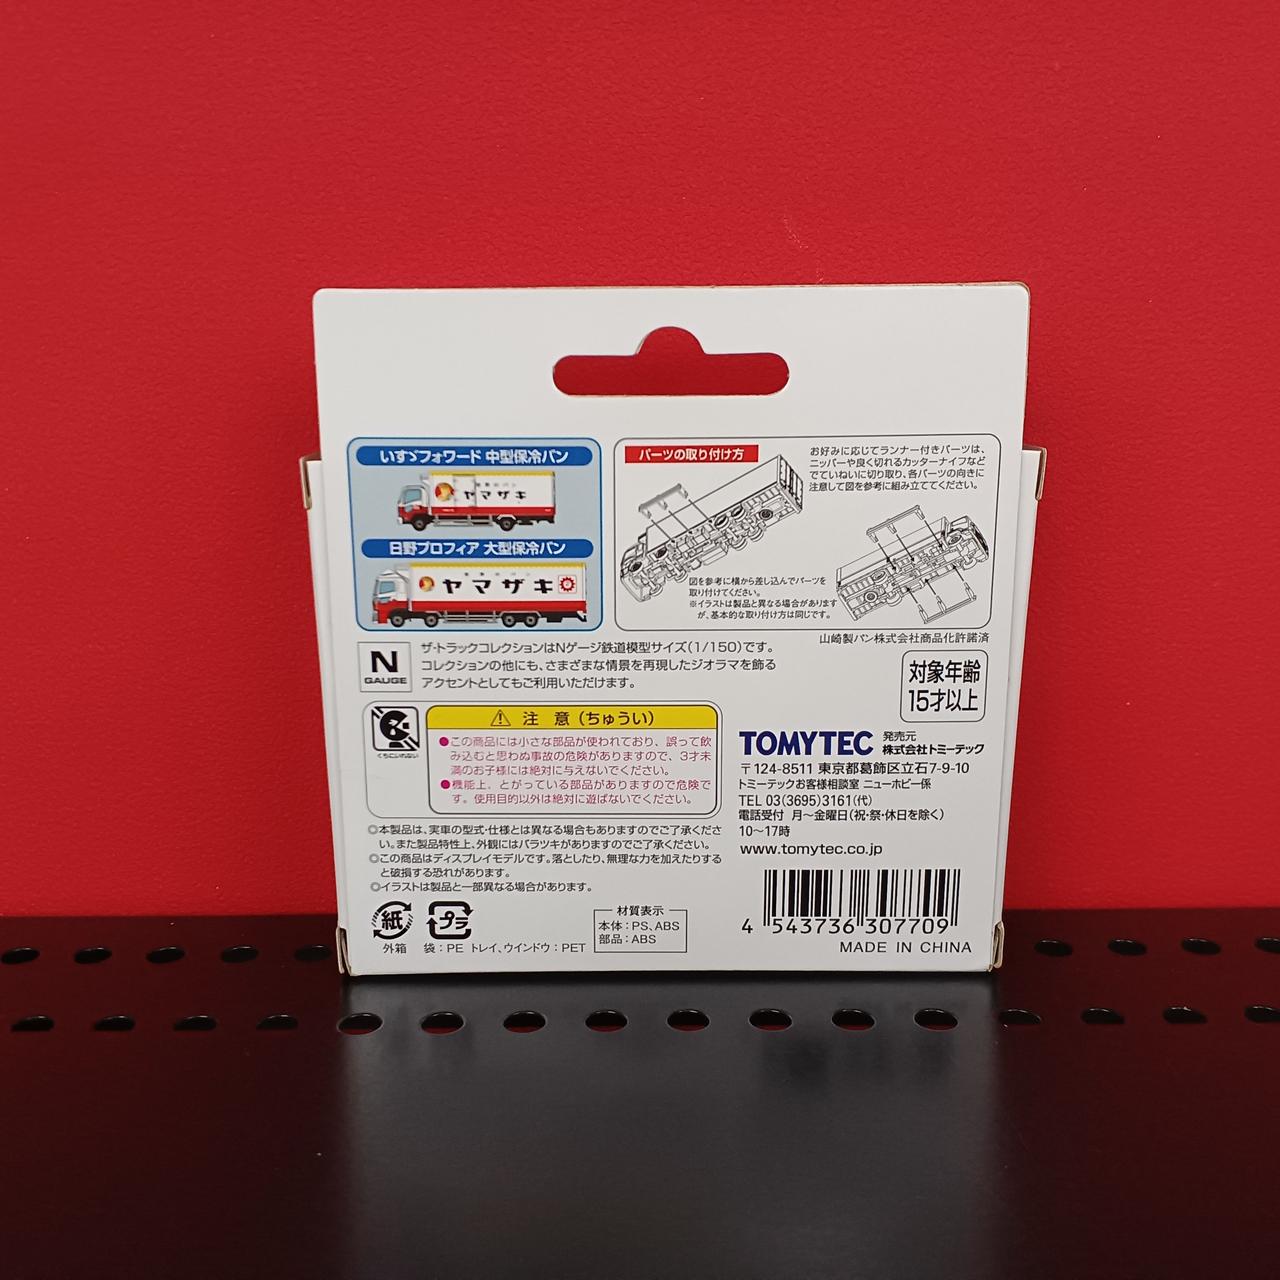 いすゞフォワード 中型保冷バン
ヤマザキ
日野プロフィア 大型保冷バン
ヤマザキ
パーツの取り付け方
お好みに応じてランナー付きパーツは、
ニッパーや良く切れるカッターナイフなど
でていねいに切り取り、各パーツの向きに
注意して図を参考に組み立ててください。
図を参考に横から差し込んでパーツを
取り付けてください。
※イラストは製品と異なる場合があります
が、基本的な取り付け方は同じです。
山崎製パン株式会社商品化許諾済
N
GAUGE
ザ・トラックコレクションはNゲージ鉄道模型サイズ(1/150)です。
コレクションの他にも、さまざまな情景を再現したジオラマを飾る
アクセントとしてもご利用いただけます。
対象年齢
15才以上
くちにいれない
⚠ 注 意(ちゅうい)
●この商品には小さな部品が使われており、誤って飲
み込むと思わぬ事故の危険がありますので、3才未
満のお子様には絶対に与えないでください。
●機能上、とがっている部品がありますので危険で
す。使用目的以外は絶対に遊ばないでください。
TOMYTEC
発売元
株式会社トミーテック
〒124-8511 東京都葛飾区立石7-9-10
トミーテックお客様相談室 ニューホビー係
TEL 03(3695)3161(代)
電話受付 月〜金曜日(祝・祭・休日を除く)
10〜17時
www.tomytec.co.jp
◎本製品は、実車の型式・仕様とは異なる場合もありますのでご了承くださ
い。また製品特性上、外観にはバラツキがありますのでご了承ください。
◎この商品はディスプレイモデルです。落としたり、無理な力を加えたりする
と破損する恐れがあります。
◎イラストは製品と一部異なる場合があります。
紙
外箱
プラ
袋:PE トレイ、ウインドウ:PET
材質表示
本体:PS、ABS
部品:ABS
4 543736 307709
MADE IN CHINA